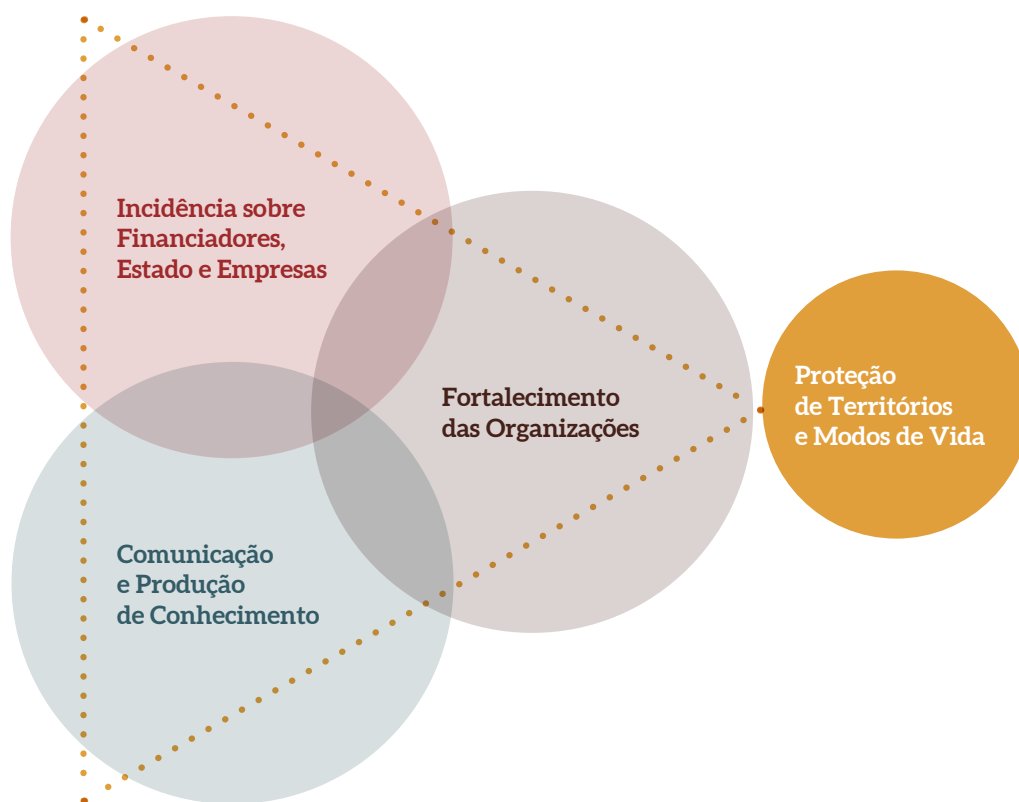 Incidência sobre
Financiadores,
Estado e Empresas
Fortalecimento
das Organizações
Proteção
de Territórios
e Modos de Vida
Comunicação
e Produção
de Conhecimento